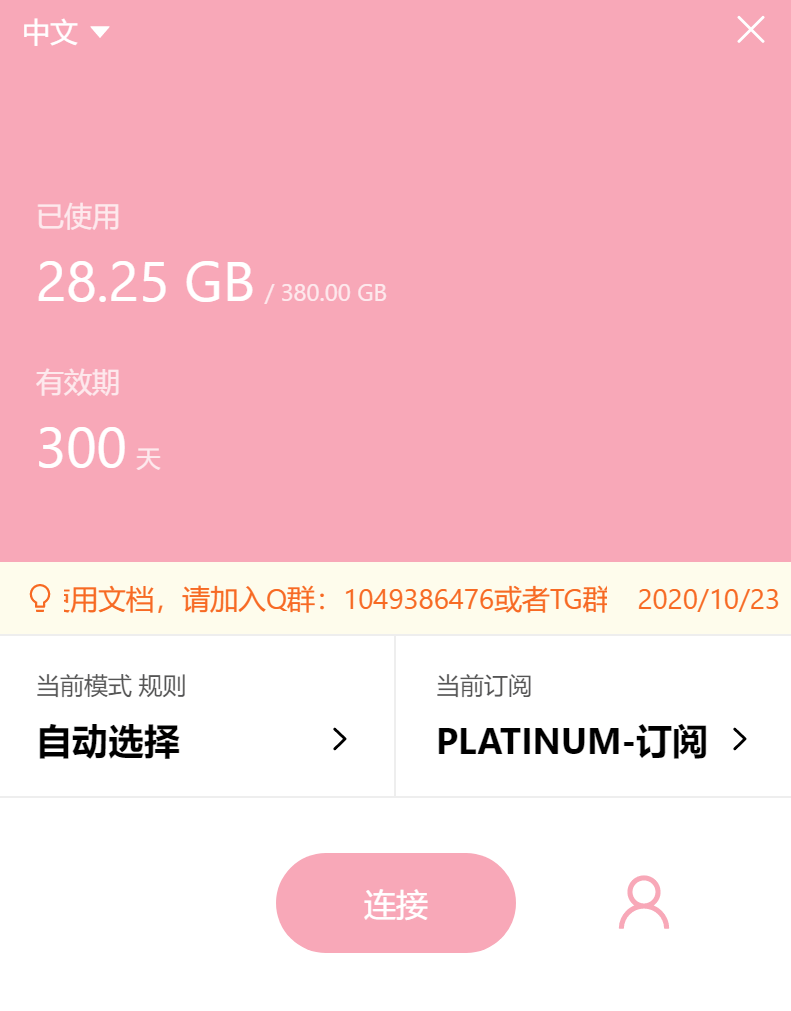 中文
已使用
28.25 GB / 380.00 GB
有效期
300 天
使用文档，请加入Q群：1049386476或者TG群 2020/10/23
当前模式 规则
自动选择
当前订阅
PLATINUM-订阅
连接